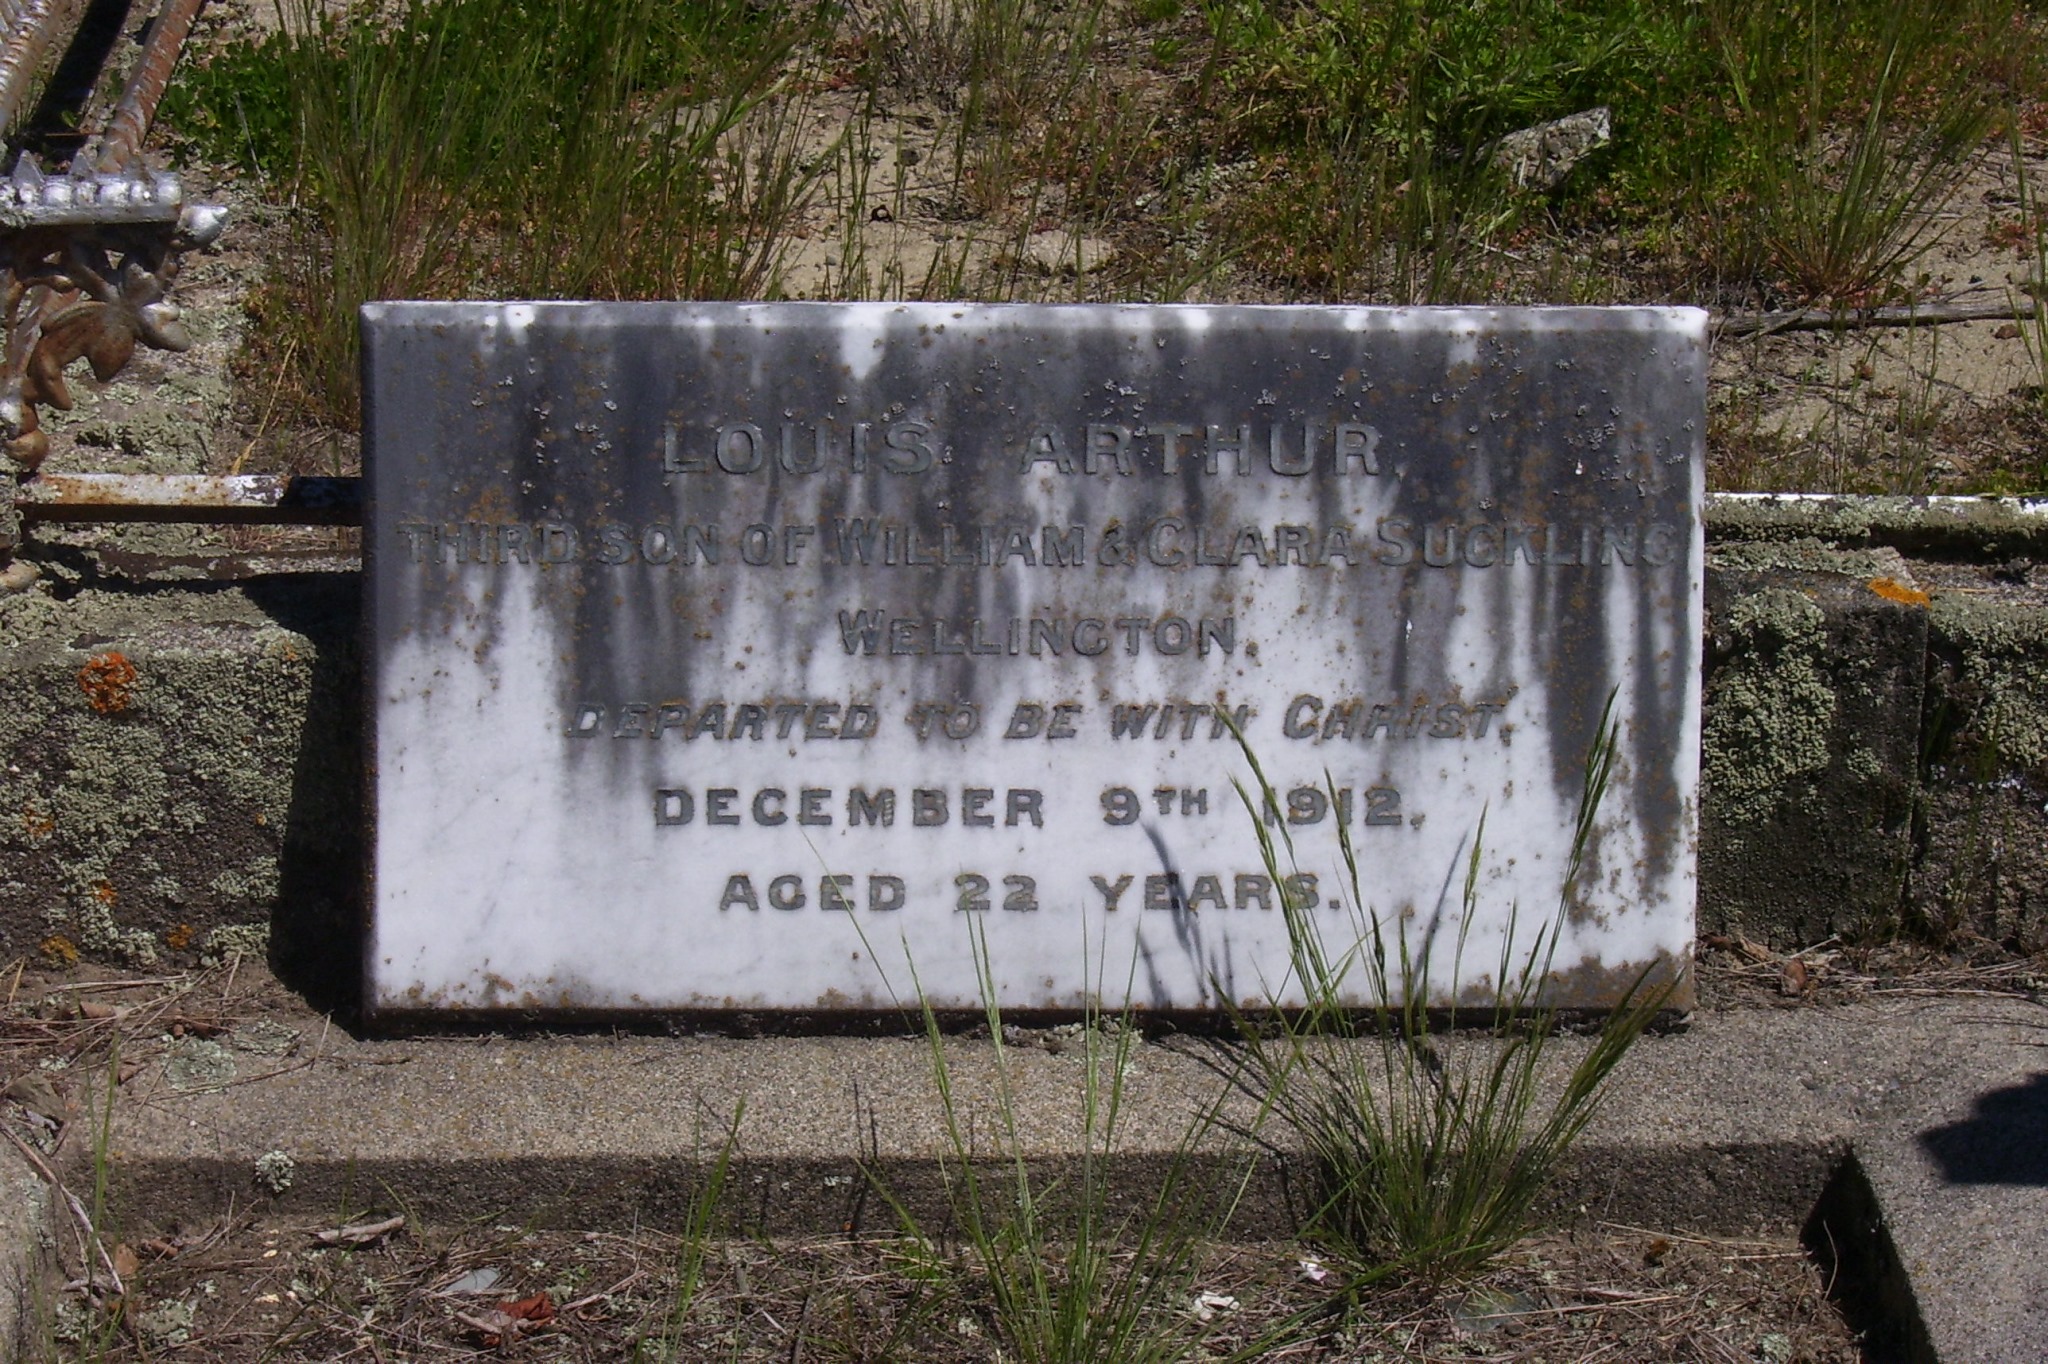 LOUIS ARTHUR,
THIRD SON OF WILLIAM & CLARA SUCKLING
WELLINGTON.
DEPARTED TO BE WITH CHRIST,
DECEMBER 9TH 1912.
AGED 22 YEARS.